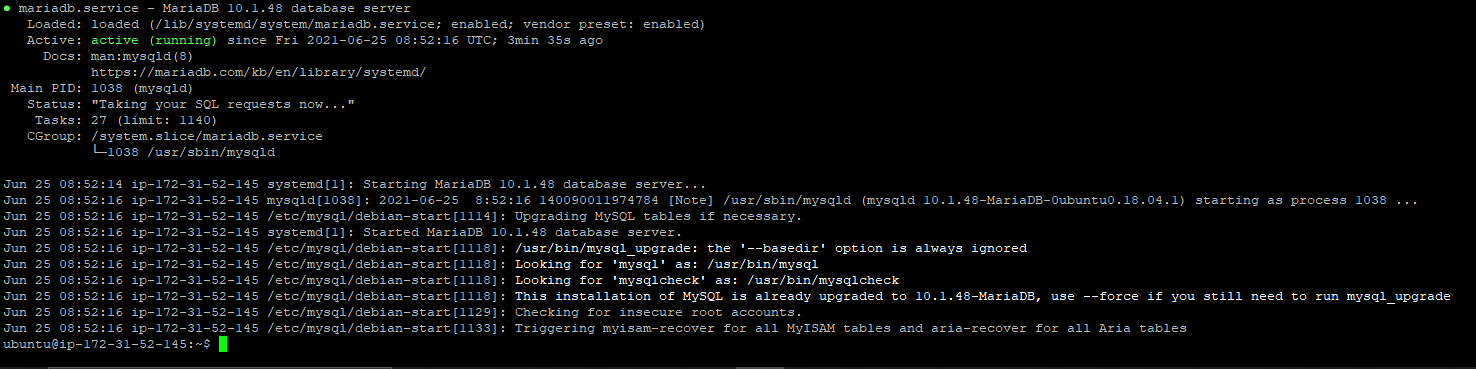 ● mariadb.service - MariaDB 10.1.48 database server
   Loaded: loaded (/lib/systemd/system/mariadb.service; enabled; vendor preset: enabled)
   Active: active (running) since Fri 2021-06-25 08:52:16 UTC; 3min 35s ago
     Docs: man:mysqld(8)
           https://mariadb.com/kb/en/library/systemd/
 Main PID: 1038 (mysqld)
   Status: "Taking your SQL requests now..."
    Tasks: 27 (limit: 1140)
   CGroup: /system.slice/mariadb.service
           └─1038 /usr/sbin/mysqld
Jun 25 08:52:14 ip-172-31-52-145 systemd[1]: Starting MariaDB 10.1.48 database server...
Jun 25 08:52:16 ip-172-31-52-145 mysqld[1038]: 2021-06-25  8:52:16 140090011974784 [Note] /usr/sbin/mysqld (mysqld 10.1.48-MariaDB-0ubuntu0.18.04.1) starting as process 1038 ...
Jun 25 08:52:16 ip-172-31-52-145 /etc/mysql/debian-start[1114]: Upgrading MySQL tables if necessary.
Jun 25 08:52:16 ip-172-31-52-145 systemd[1]: Started MariaDB 10.1.48 database server.
Jun 25 08:52:16 ip-172-31-52-145 /etc/mysql/debian-start[1118]: /usr/bin/mysql_upgrade: the '--basedir' option is always ignored
Jun 25 08:52:16 ip-172-31-52-145 /etc/mysql/debian-start[1118]: Looking for 'mysql' as: /usr/bin/mysql
Jun 25 08:52:16 ip-172-31-52-145 /etc/mysql/debian-start[1118]: Looking for 'mysqlcheck' as: /usr/bin/mysqlcheck
Jun 25 08:52:16 ip-172-31-52-145 /etc/mysql/debian-start[1118]: This installation of MySQL is already upgraded to 10.1.48-MariaDB, use --force if you still need to run mysql_upgrade
Jun 25 08:52:16 ip-172-31-52-145 /etc/mysql/debian-start[1129]: Checking for insecure root accounts.
Jun 25 08:52:16 ip-172-31-52-145 /etc/mysql/debian-start[1133]: Triggering myisam-recover for all MyISAM tables and aria-recover for all Aria tables
ubuntu@ip-172-31-52-145:~$